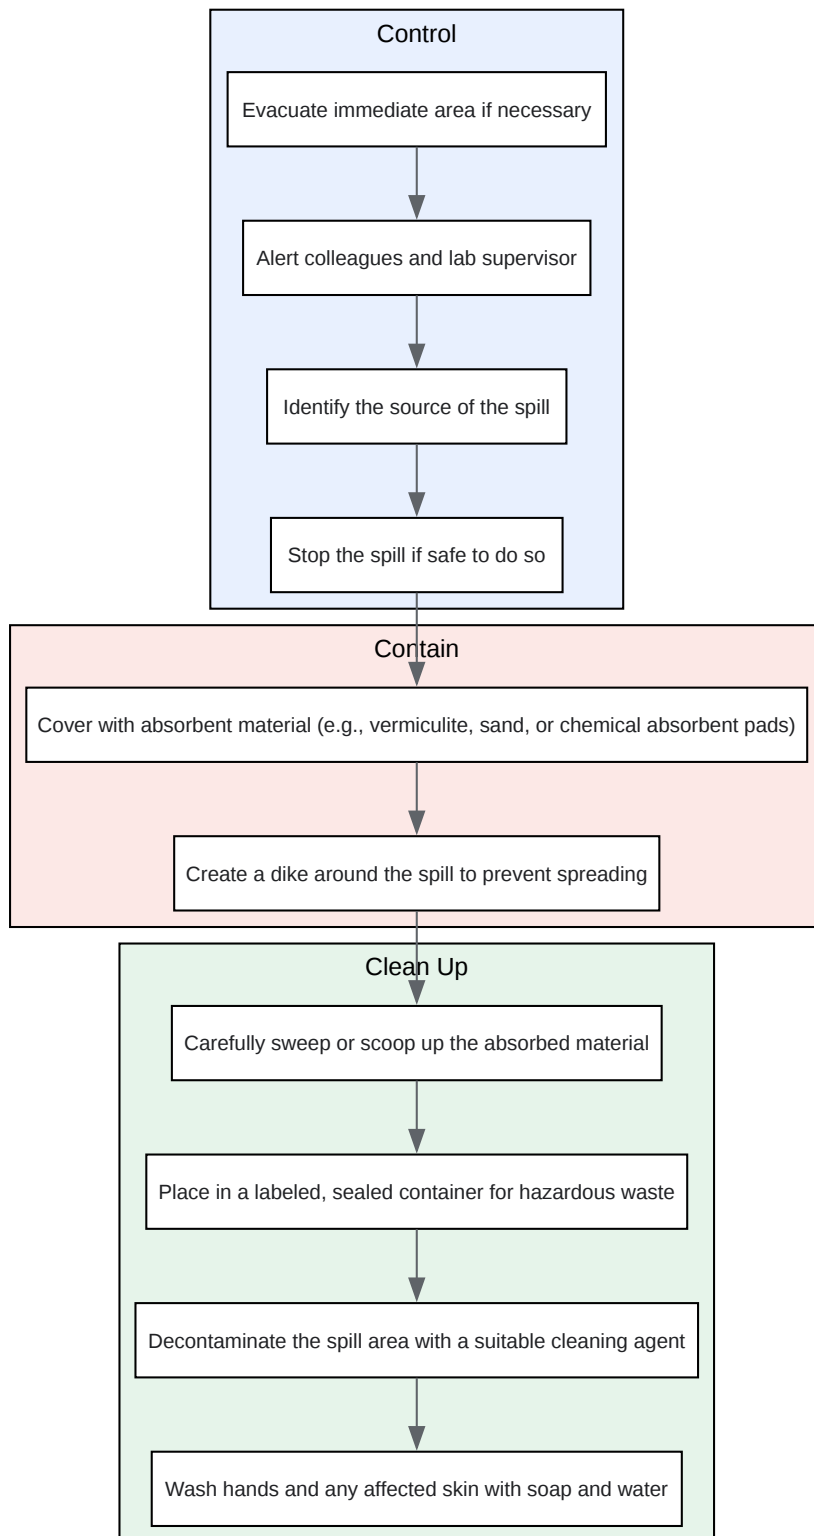 Control
Evacuate immediate area if necessary
Alert colleagues and lab supervisor
Identify the source of the spill
Stop the spill if safe to do so
Contain
Cover with absorbent material (e.g., vermiculite, sand, or chemical absorbent pads)
Create a dike around the spill to prevent spreading
Clean Up
Carefully sweep or scoop up the absorbed material
Place in a labeled, sealed container for hazardous waste
Decontaminate the spill area with a suitable cleaning agent
Wash hands and any affected skin with soap and water